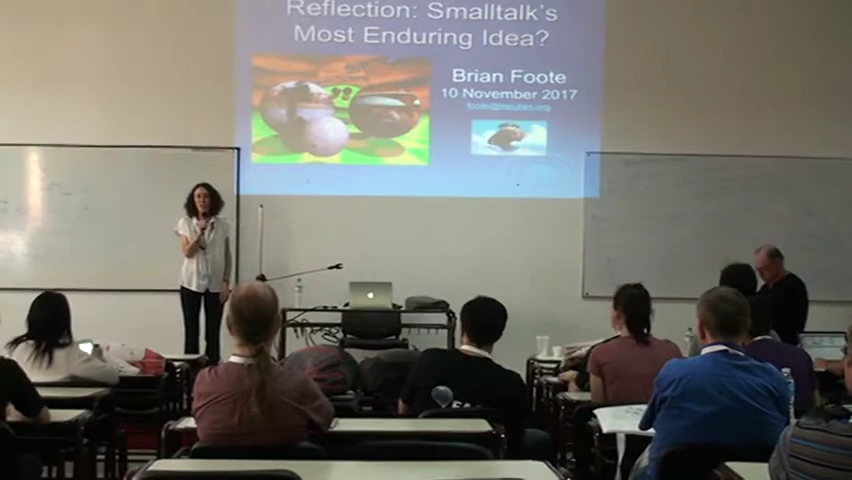 Reflection: Smalltalk's
Most Enduring Idea?
Brian Foote
10 November 2017